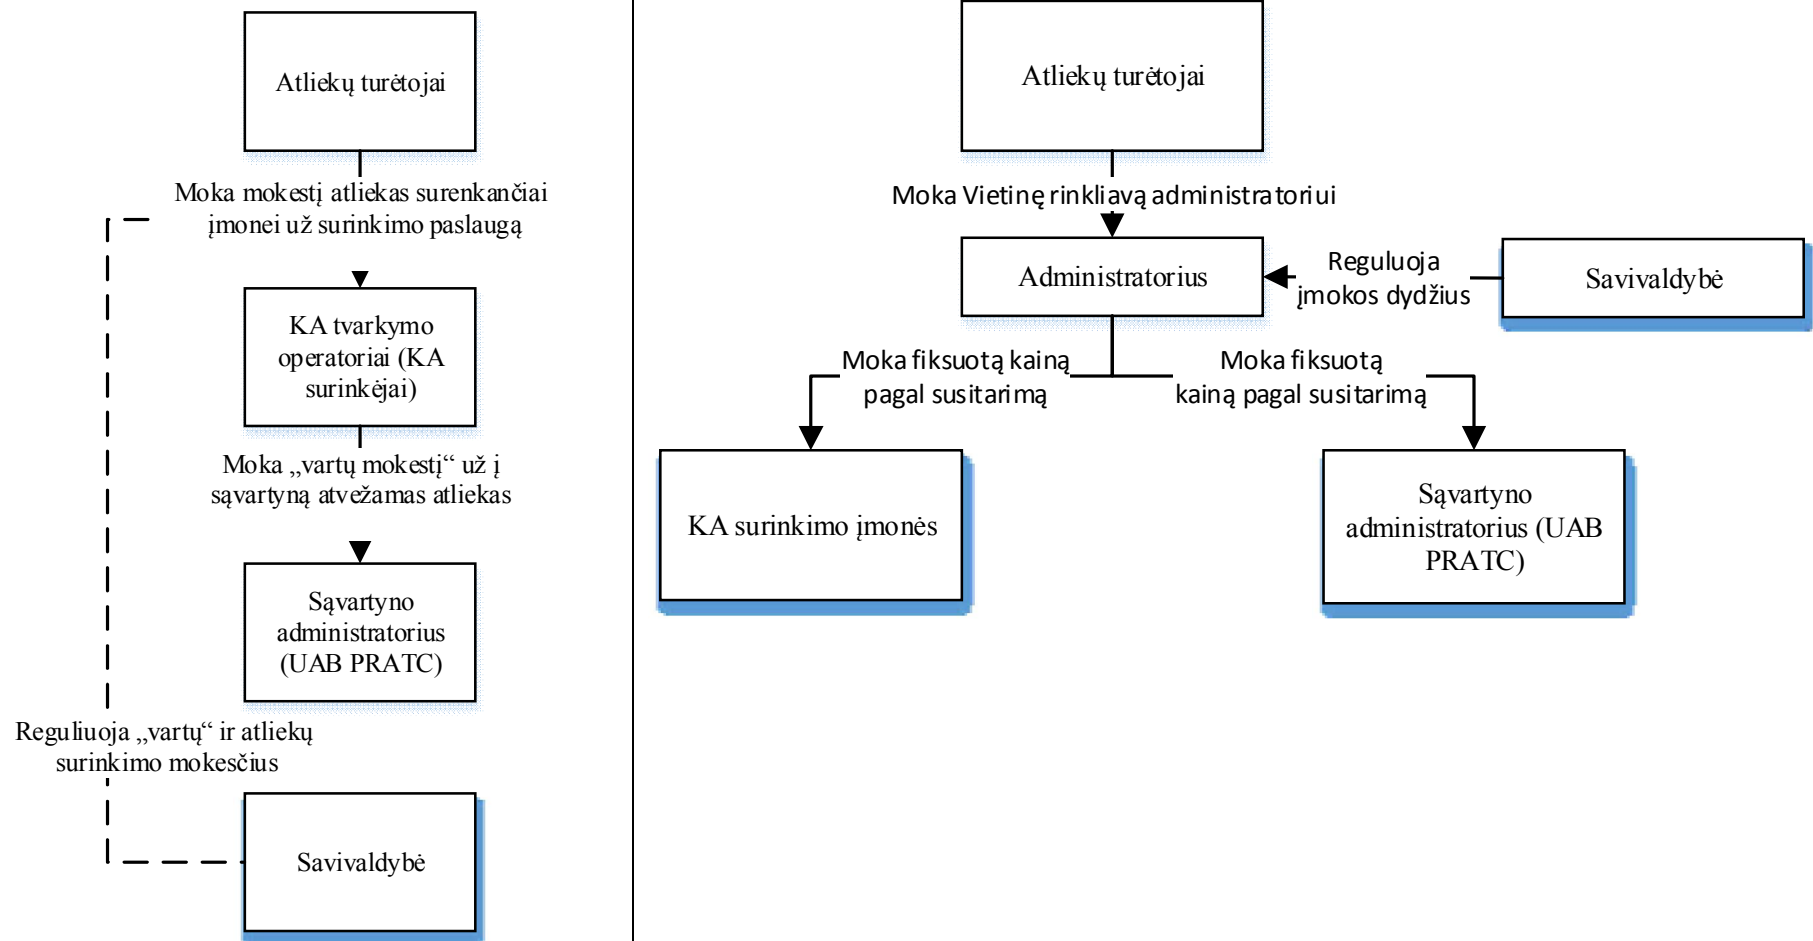 Atliekų turėtojai
Moka mokestį atliekas surenkančiai
įmonei už surinkimo paslaugą
KA tvarkymo
operatoriai (KA
surinkėjai)
Moka „vartų mokestį“ už į
sąvartyną atvežamas atliekas
Sąvartyno
administratorius
(UAB PRATC)
Reguliuoja „vartų“ ir atliekų
surinkimo mokesčius
Savivaldybė
Atliekų turėtojai
Moka Vietinę rinkliavą administratoriui
Administratorius
Reguluoja
įmokos dydžius
Savivaldybė
Moka fiksuotą kainą
pagal susitarimą
Moka fiksuotą
kainą pagal susitarimą
KA surinkimo įmonės
Sąvartyno
administratorius (UAB
PRATC)